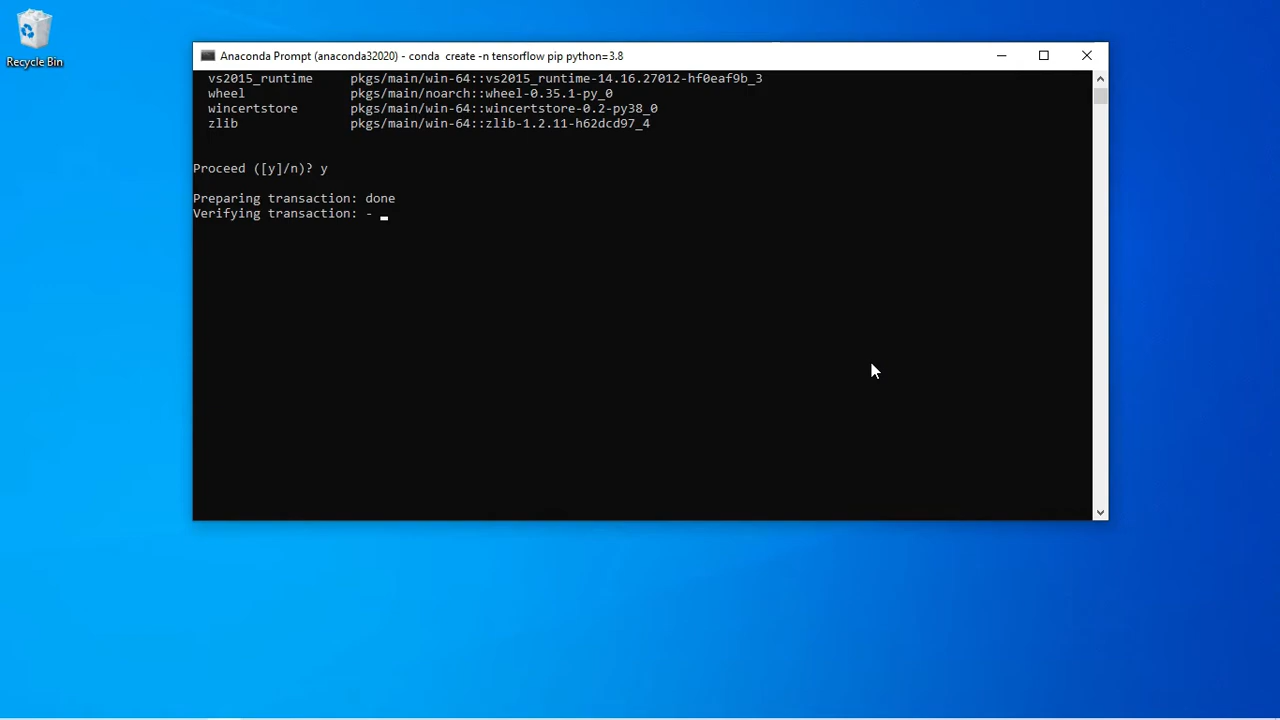 Recycle Bin
Anaconda Prompt (anaconda32020) - conda  create -n tensorflow pip python=3.8
vs2015_runtime     pkgs/main/win-64::vs2015_runtime-14.16.27012-hf0eaf9b_3
wheel              pkgs/main/noarch::wheel-0.35.1-py_0
wincertstore       pkgs/main/win-64::wincertstore-0.2-py38_0
zlib               pkgs/main/win-64::zlib-1.2.11-h62dcd97_4
Proceed ([y]/n)? y
Preparing transaction: done
Verifying transaction: -